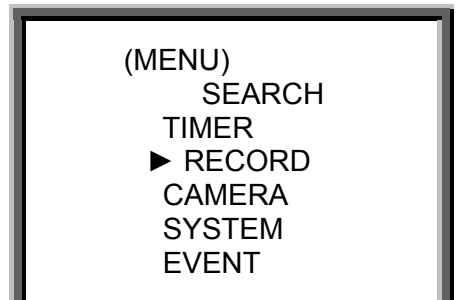 (MENU)
SEARCH
TIMER
► RECORD
CAMERA
SYSTEM
EVENT